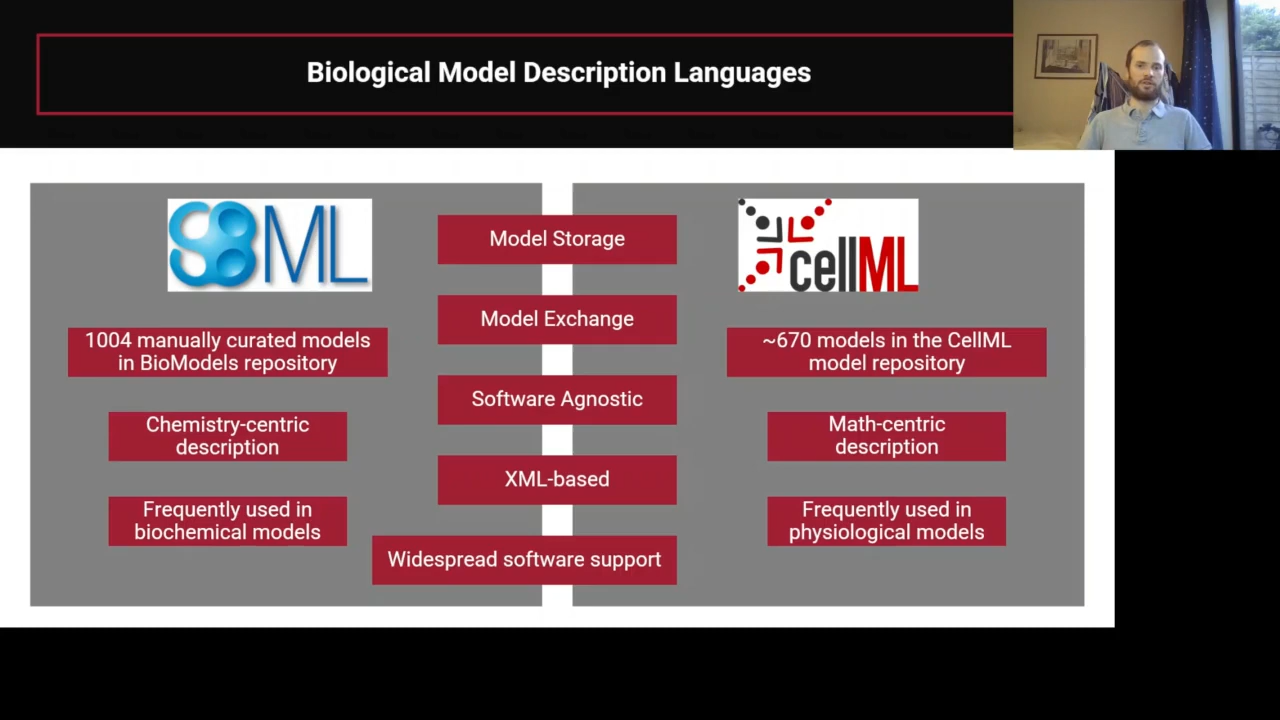 Biological Model Description Languages
SBML
1004 manually curated models
in BioModels repository
Chemistry-centric
description
Frequently used in
biochemical models
Model Storage
Model Exchange
Software Agnostic
XML-based
Widespread software support
cellML
~670 models in the CellML
model repository
Math-centric
description
Frequently used in
physiological models